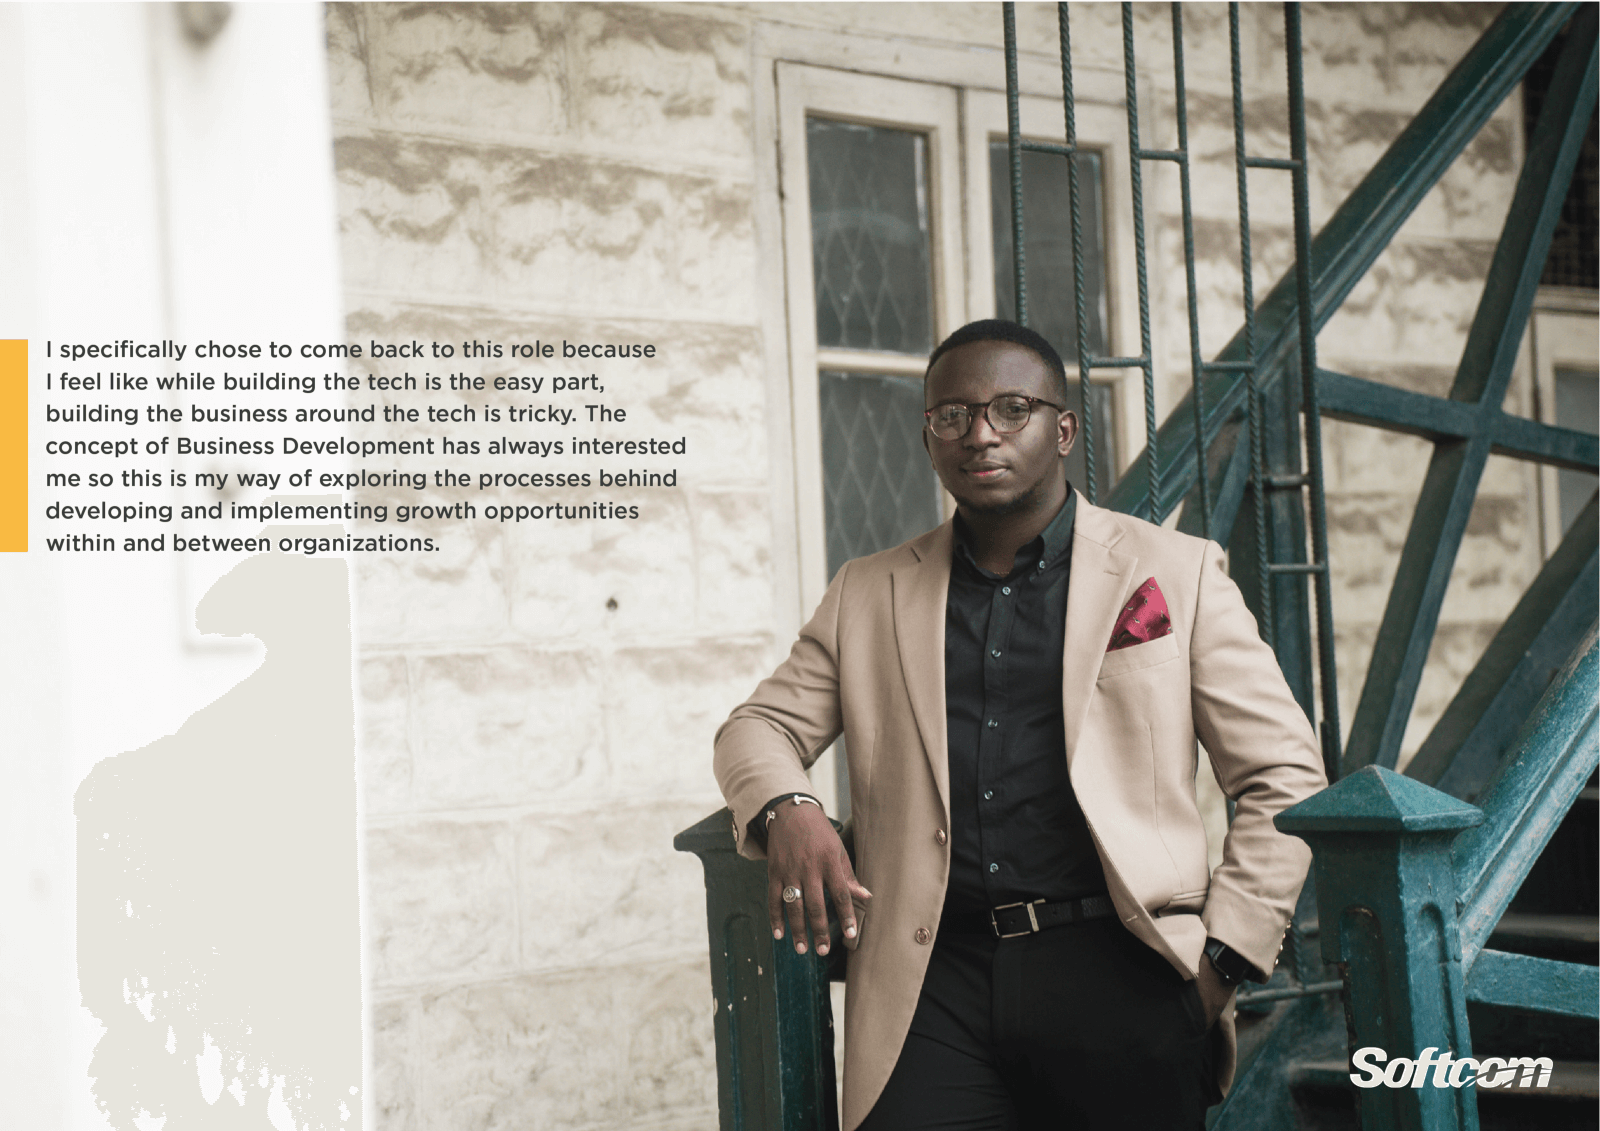 I specifically chose to come back to this role because
I feel like while building the tech is the easy part,
building the business around the tech is tricky. The
concept of Business Development has always interested
me so this is my way of exploring the processes behind
developing and implementing growth opportunities
within and between organizations.
Softcom